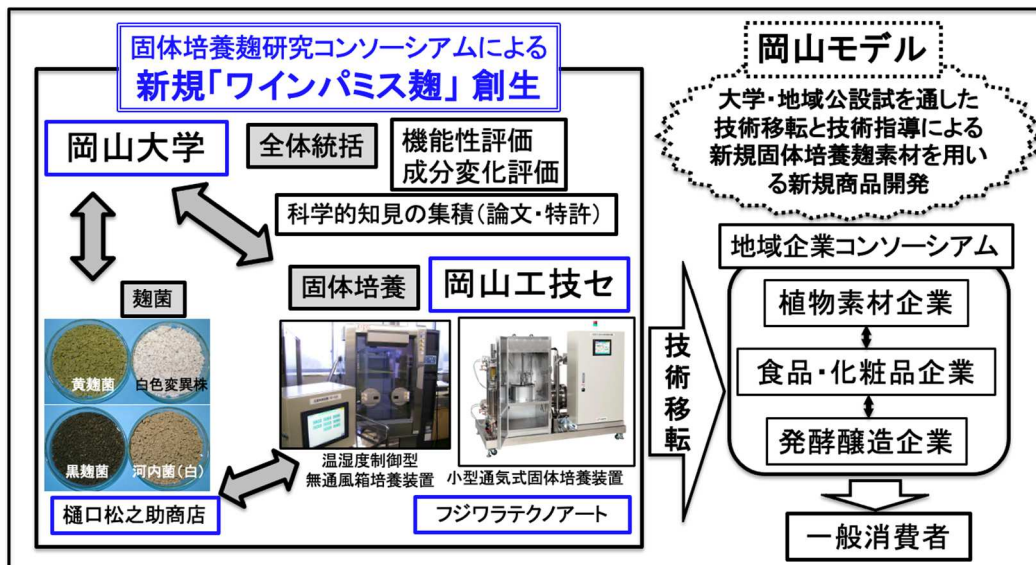 固体培養麹研究コンソーシアムによる
新規「ワインパミス麹」創生
岡山大学
全体統括
機能性評価
成分変化評価
科学的知見の集積(論文・特許)
麹菌
固体培養
岡山工技セ
黄麹菌
白色変異株
黒麹菌
河内菌(白)
温湿度制御型
無通風箱培養装置
小型通気式固体培養装置
樋口松之助商店
フジワラテクノアート
技術移転
岡山モデル
大学・地域公設試を通した
技術移転と技術指導による
新規固体培養麹素材を用い
る新規商品開発
地域企業コンソーシアム
植物素材企業
食品・化粧品企業
発酵醸造企業
一般消費者